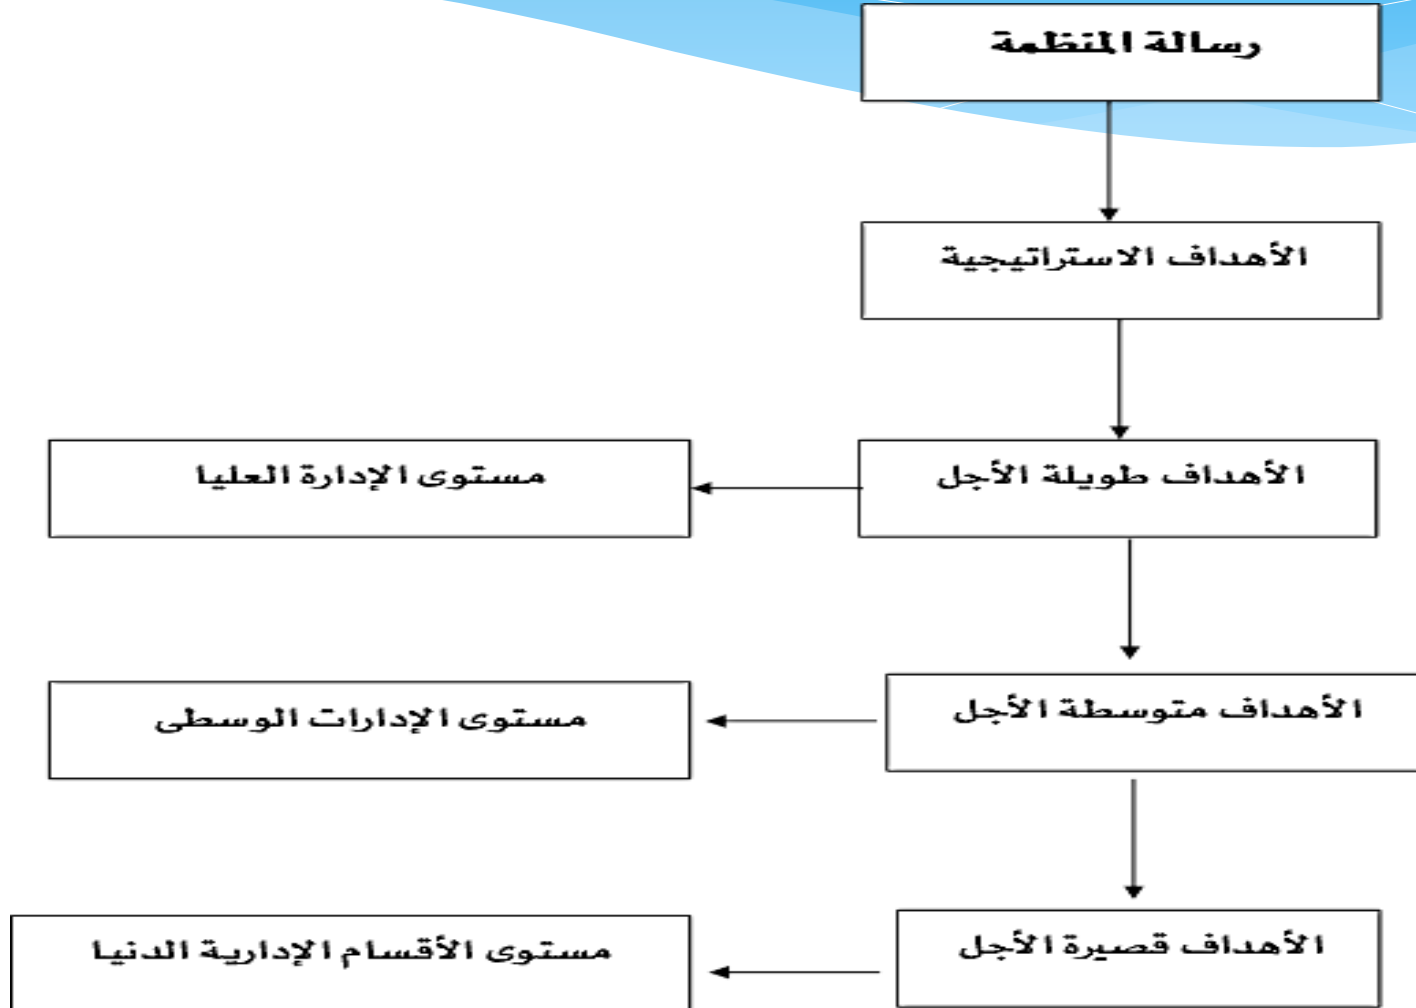 رسالة المنظمة
الأهداف الاستراتيجية
الأهداف طويلة الأجل
مستوى الإدارة العليا
الأهداف متوسطة الأجل
مستوى الإدارات الوسطى
الأهداف قصيرة الأجل
مستوى الأقسام الإدارية الدنيا